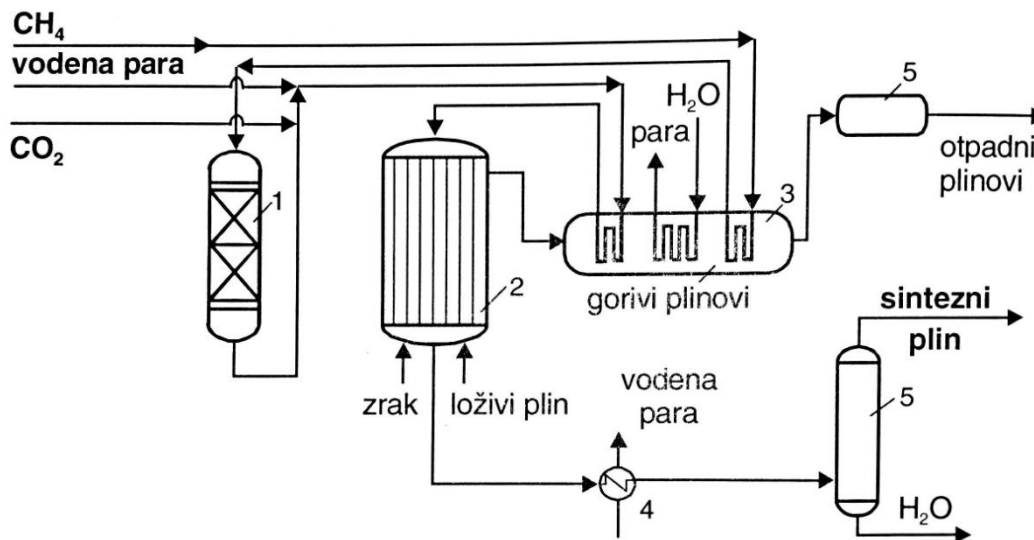 CH₄
vodena para
CO₂
1
2
zrak
loživi plin
H₂O
para
3
gorivi plinovi
5
otpadni
plinovi
vodena
para
4
sintezni
plin
5
H₂O